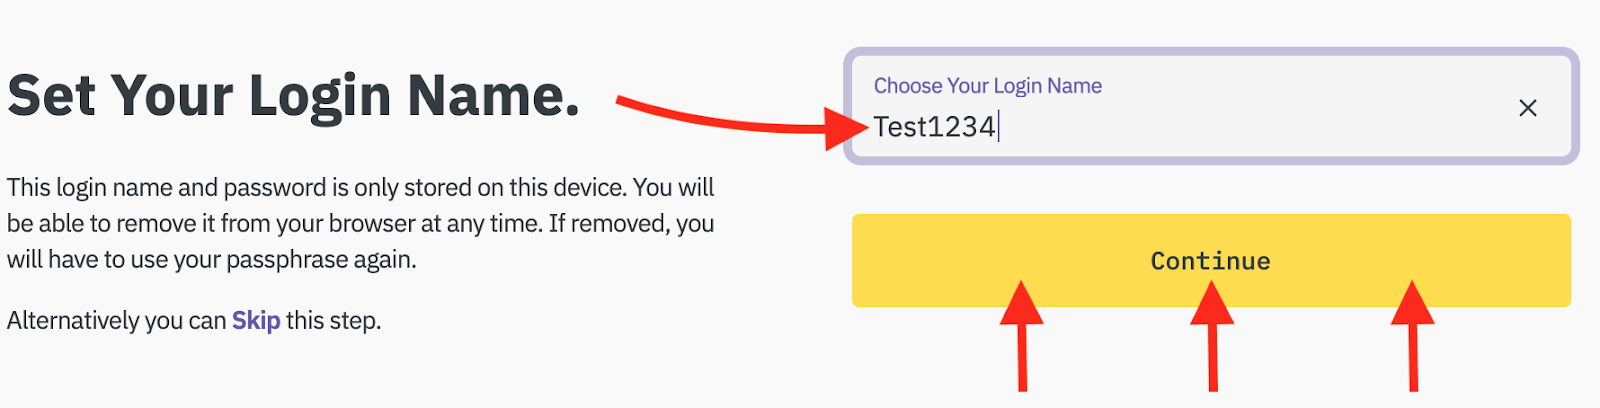 Set Your Login Name.
This login name and password is only stored on this device. You will
be able to remove it from your browser at any time. If removed, you
will have to use your passphrase again.
Alternatively you can Skip this step.
Choose Your Login Name
Test1234
Continue